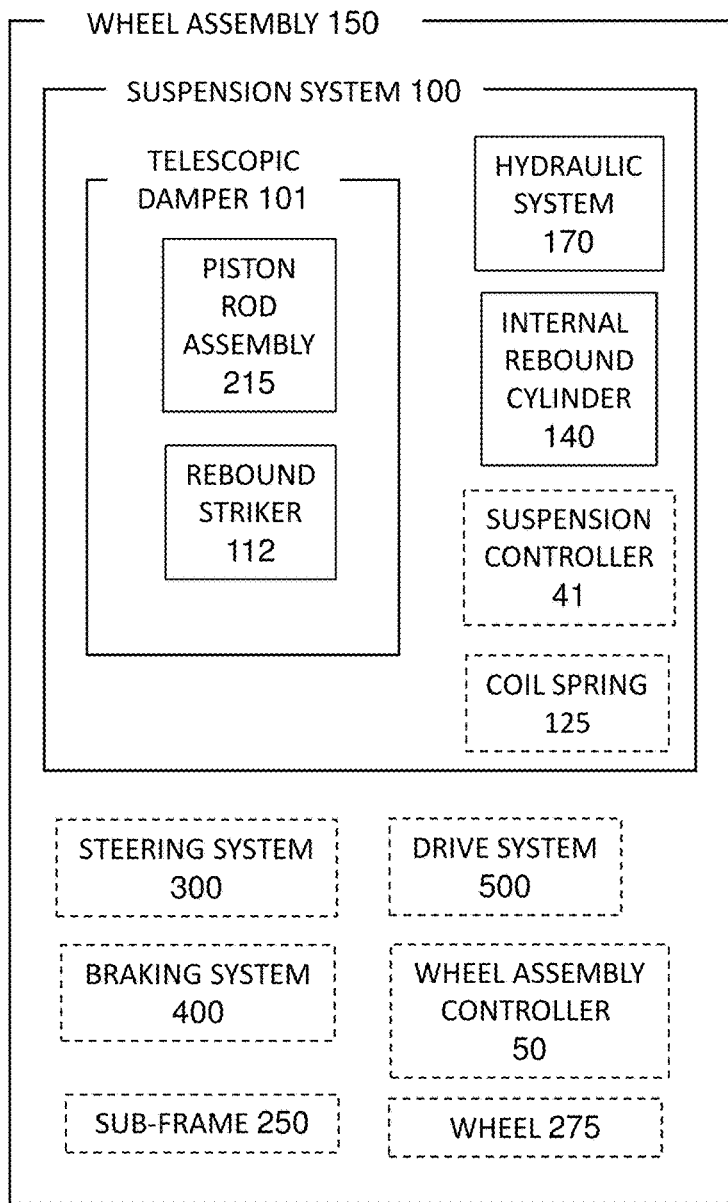 WHEEL ASSEMBLY 150
SUSPENSION SYSTEM 100
TELESCOPIC
DAMPER 101
PISTON
ROD
ASSEMBLY
215
REBOUND
STRIKER
112
HYDRAULIC
SYSTEM
170
INTERNAL
REBOUND
CYLINDER
140
SUSPENSION
CONTROLLER
41
COIL SPRING
125
STEERING SYSTEM
300
DRIVE SYSTEM
500
BRAKING SYSTEM
400
WHEEL ASSEMBLY
CONTROLLER
50
SUB-FRAME 250
WHEEL 275